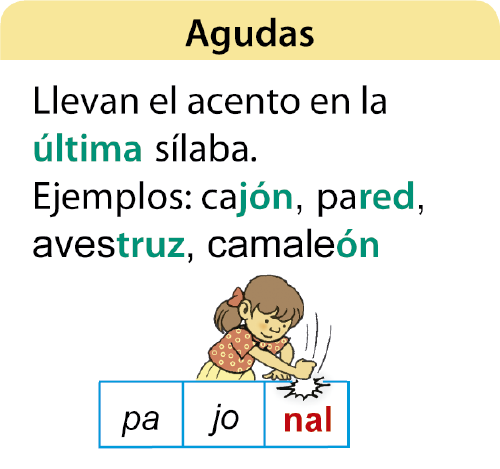 Agudas
Llevan el acento en la
última sílaba.
Ejemplos: cajón, pared,
avestruz, camaleón
pa jo nal